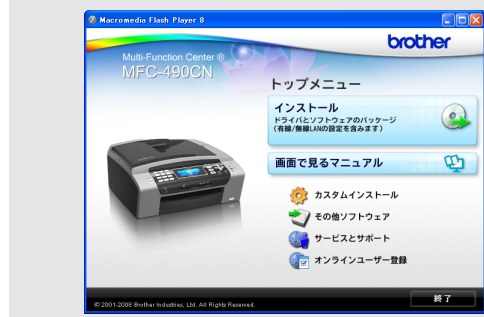 Macromedia Flash Player 8
brother
Multi-Function Center ®
MFC-490CN
トップメニュー
インストール
ドライバとソフトウェアのパッケージ
(有線/無線LANの設定を含みます)
画面で見るマニュアル
カスタムインストール
その他ソフトウェア
サービスとサポート
オンラインユーザー登録
© 2001-2008 Brother Industries, Ltd. All Rights Reserved.
終了